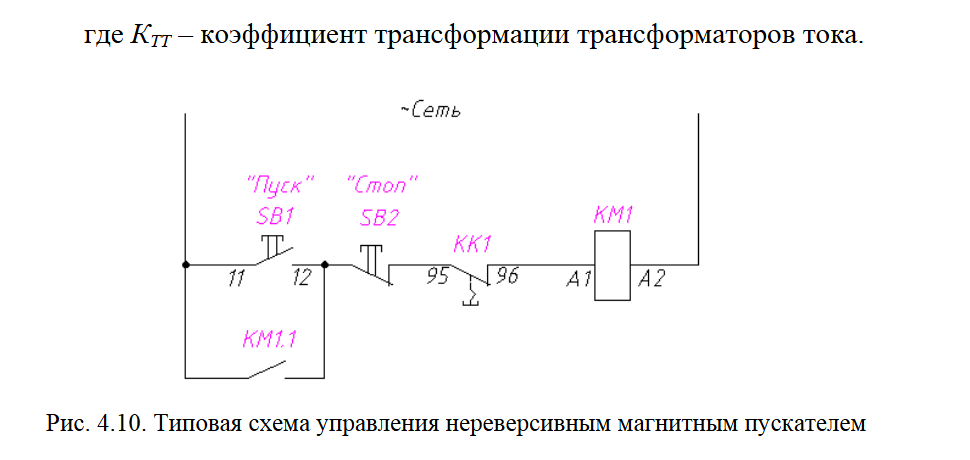 где К_ТТ – коэффициент трансформации трансформаторов тока.
~Сеть
"Пуск" "Стоп"
SB1 SB2 KM1
KK1
11 12 95 96 A1 A2
KM1.1
Рис. 4.10. Типовая схема управления нереверсивным магнитным пускателем